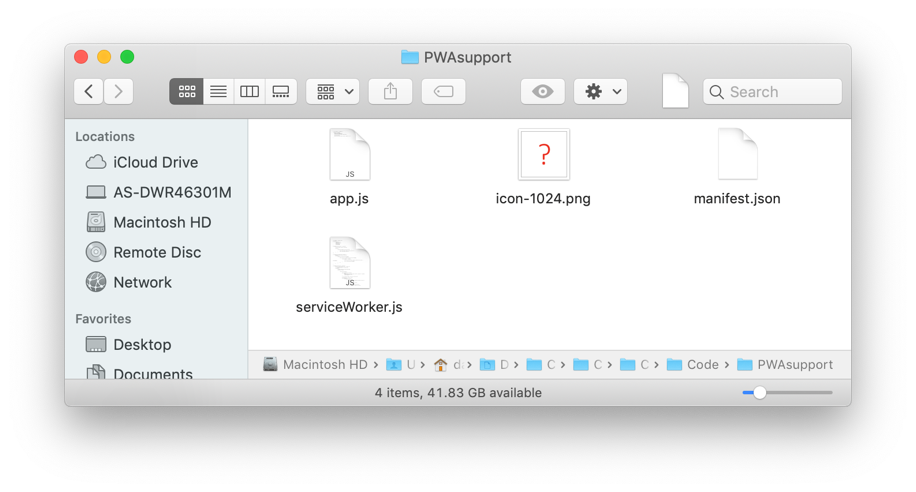 PWAsupport
Search
Locations
iCloud Drive
AS-DWR46301M
Macintosh HD
Remote Disc
Network
Favorites
Desktop
Documents
JS
app.js
?
icon-1024.png
manifest.json
JS
serviceWorker.js
Macintosh HD › U › d › D › C › C › C › Code › PWAsupport
4 items, 41.83 GB available